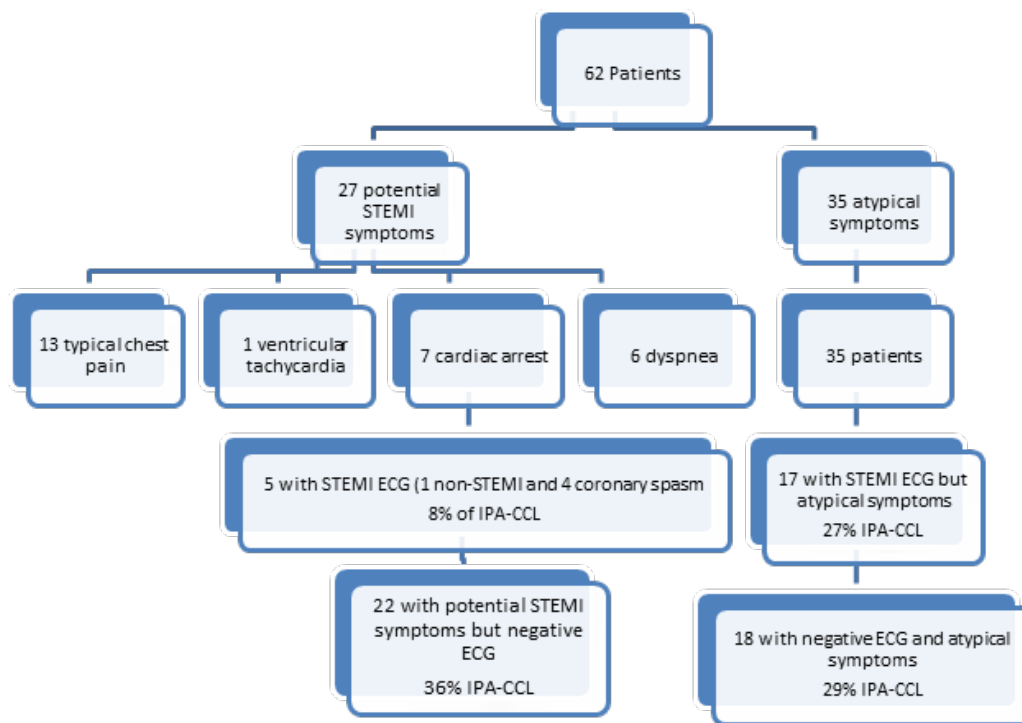 62 Patients
27 potential
STEMI
symptoms
35 atypical
symptoms
13 typical chest
pain
1 ventricular
tachycardia
7 cardiac arrest
6 dyspnea
35 patients
5 with STEMI ECG (1 non-STEMI and 4 coronary spasm
8% of IPA-CCL
17 with STEMI ECG but
atypical symptoms
27% IPA-CCL
22 with potential STEMI
symptoms but negative
ECG
36% IPA-CCL
18 with negative ECG and atypical
symptoms
29% IPA-CCL